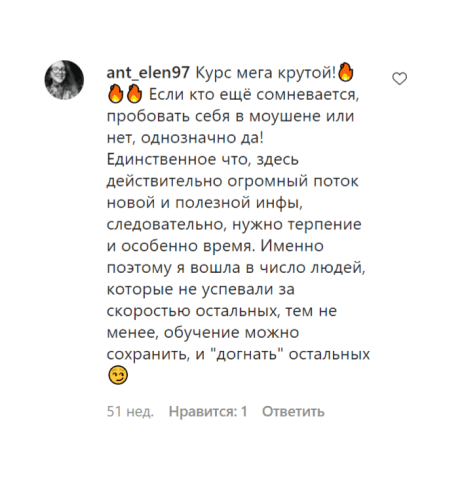 ant_elen97 Курс мега крутой!🔥
🔥🔥 Если кто ещё сомневается,
пробовать себя в моушене или
нет, однозначно да!
Единственное что, здесь
действительно огромный поток
новой и полезной инфы,
следовательно, нужно терпение
и особенно время. Именно
поэтому я вошла в число людей,
которые не успевали за
скоростью остальных, тем не
менее, обучение можно
сохранить, и "догнать" остальных
😏
51 нед. Нравится: 1 Ответить